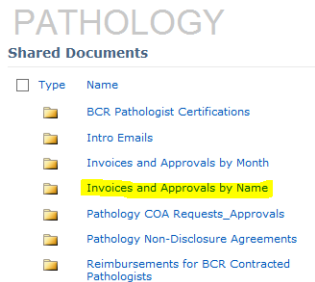 PATHOLOGY
Shared Documents
Type Name
BCR Pathologist Certifications
Intro Emails
Invoices and Approvals by Month
Invoices and Approvals by Name
Pathology COA Requests_Approvals
Pathology Non-Disclosure Agreements
Reimbursements for BCR Contracted
Pathologists